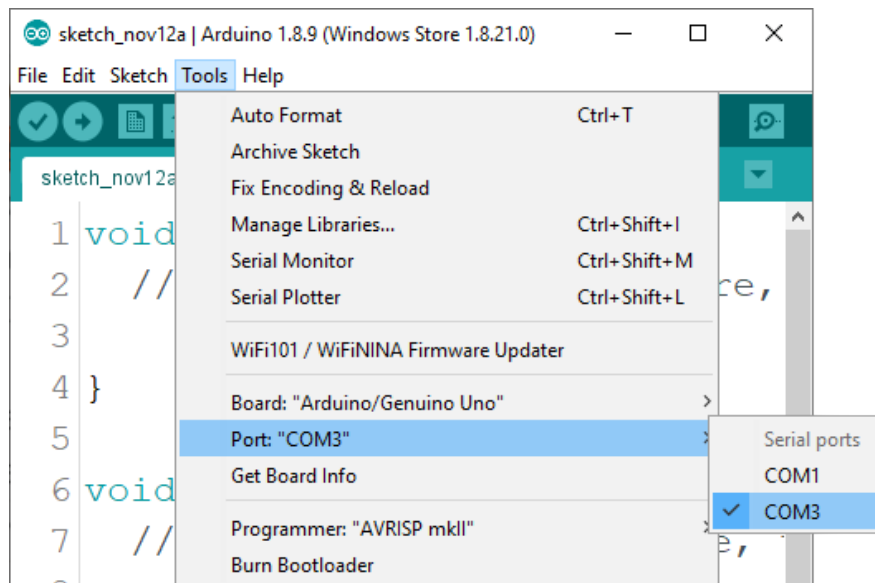 sketch_nov12a | Arduino 1.8.9 (Windows Store 1.8.21.0)
File Edit Sketch Tools Help
Auto Format Ctrl+T
Archive Sketch
sketch_nov12a
Fix Encoding & Reload
1 void
Manage Libraries... Ctrl+Shift+I
Serial Monitor Ctrl+Shift+M
2 //
Serial Plotter Ctrl+Shift+L
3
WiFi101 / WiFiNINA Firmware Updater
4 }
Board: "Arduino/Genuino Uno"
5
Port: "COM3"
Serial ports
Get Board Info
COM1
6 void
COM3
7 //
Programmer: "AVRISP mkII"
Burn Bootloader